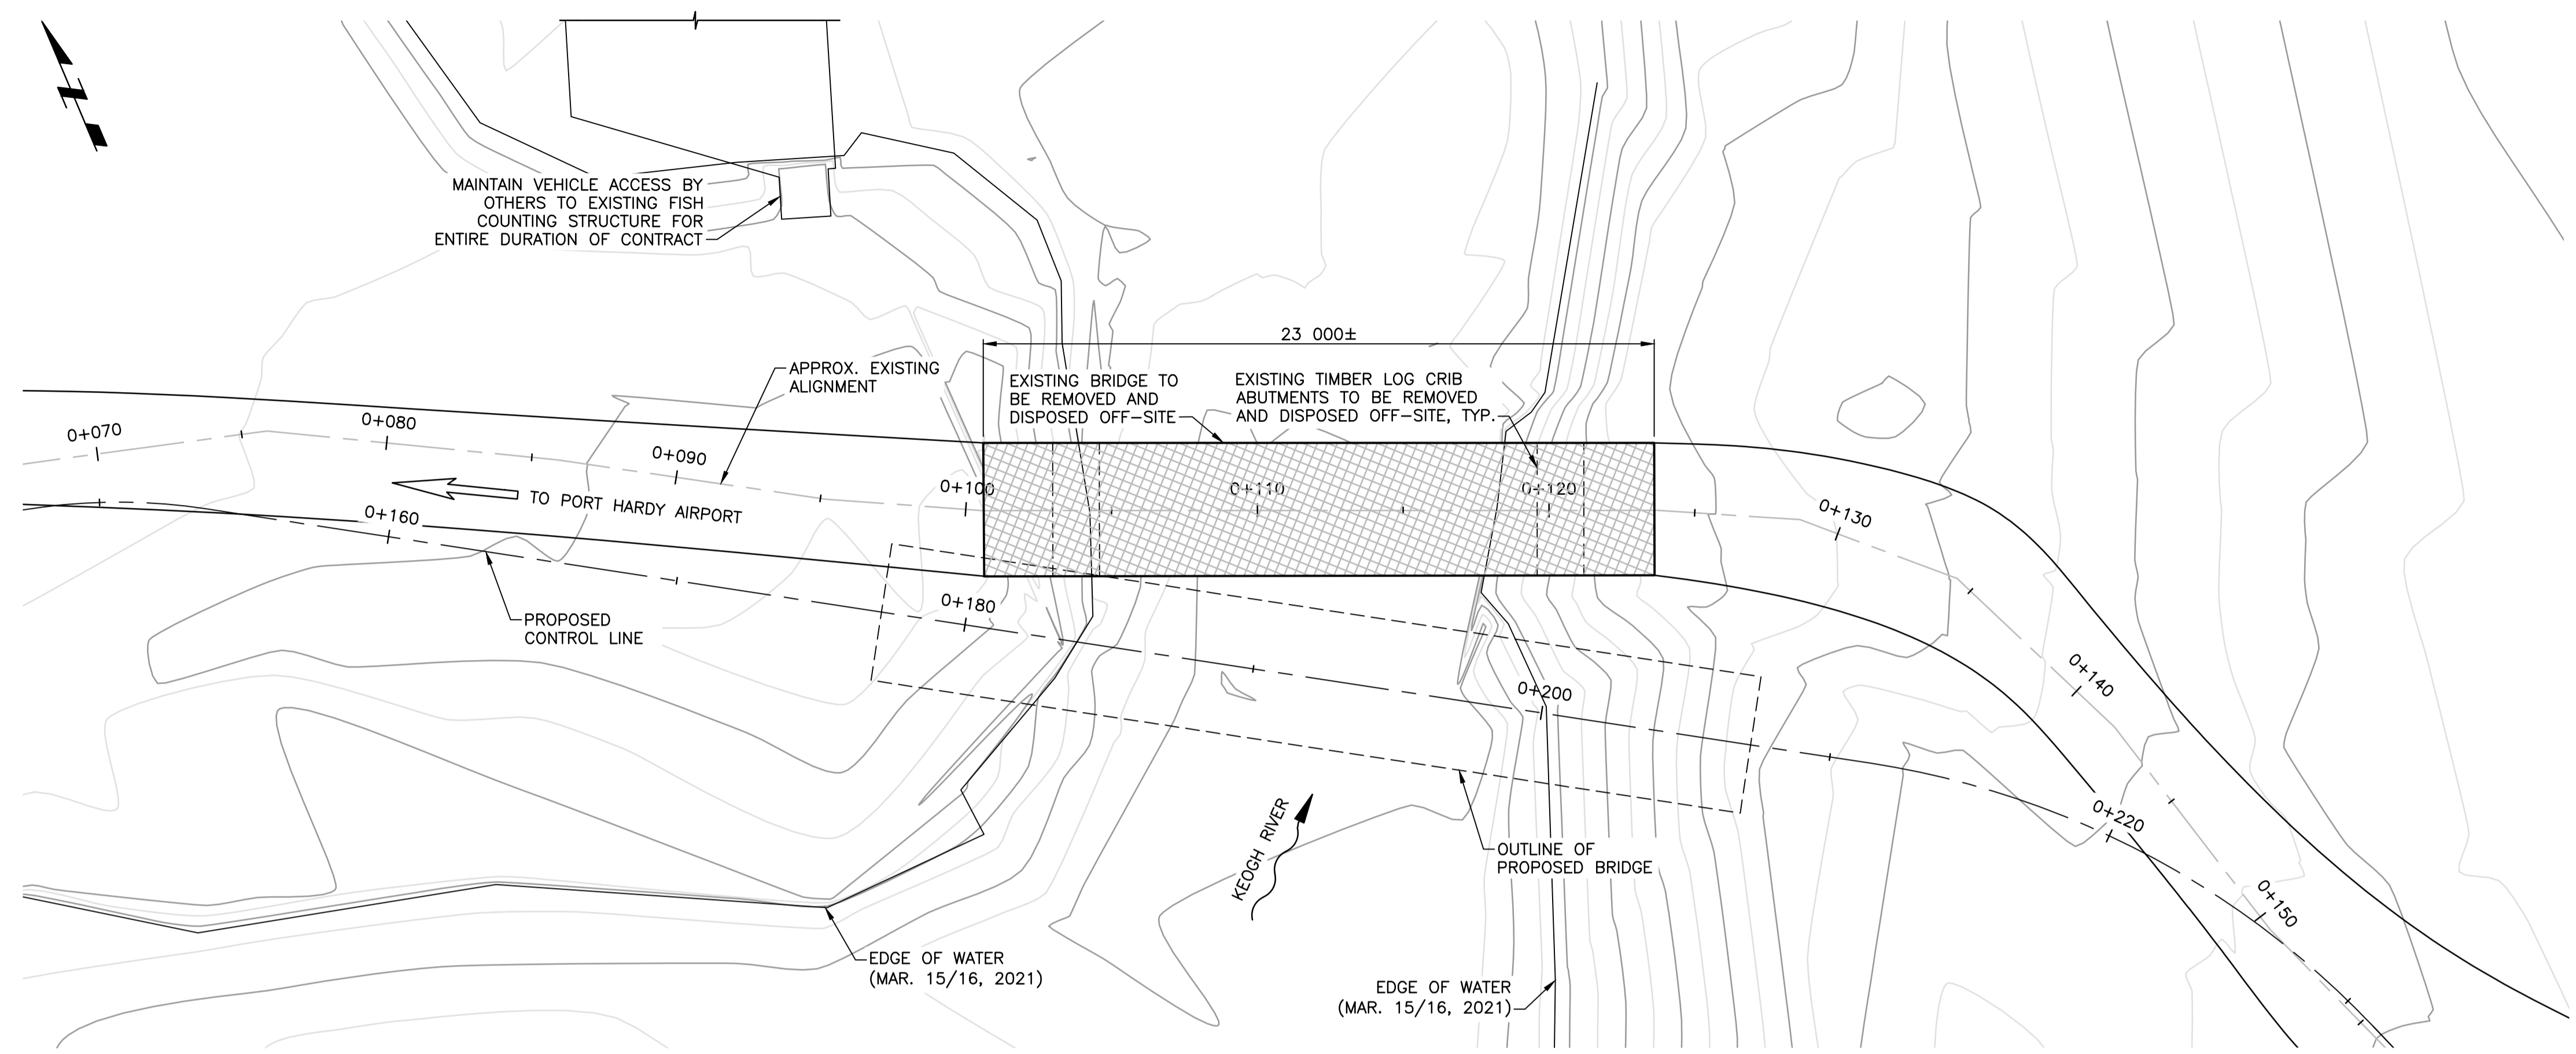 MAINTAIN VEHICLE ACCESS BY
OTHERS TO EXISTING FISH
COUNTING STRUCTURE FOR
ENTIRE DURATION OF CONTRACT
23 000±
APPROX. EXISTING
ALIGNMENT
EXISTING BRIDGE TO
BE REMOVED AND
DISPOSED OFF-SITE
EXISTING TIMBER LOG CRIB
ABUTMENTS TO BE REMOVED
AND DISPOSED OFF-SITE, TYP.
0+070
0+080
0+090
0+100
0+110
0+120
0+130
0+140
0+150
TO PORT HARDY AIRPORT
0+160
0+180
0+200
0+220
PROPOSED
CONTROL LINE
KEOGH RIVER
OUTLINE OF
PROPOSED BRIDGE
EDGE OF WATER
(MAR. 15/16, 2021)
EDGE OF WATER
(MAR. 15/16, 2021)